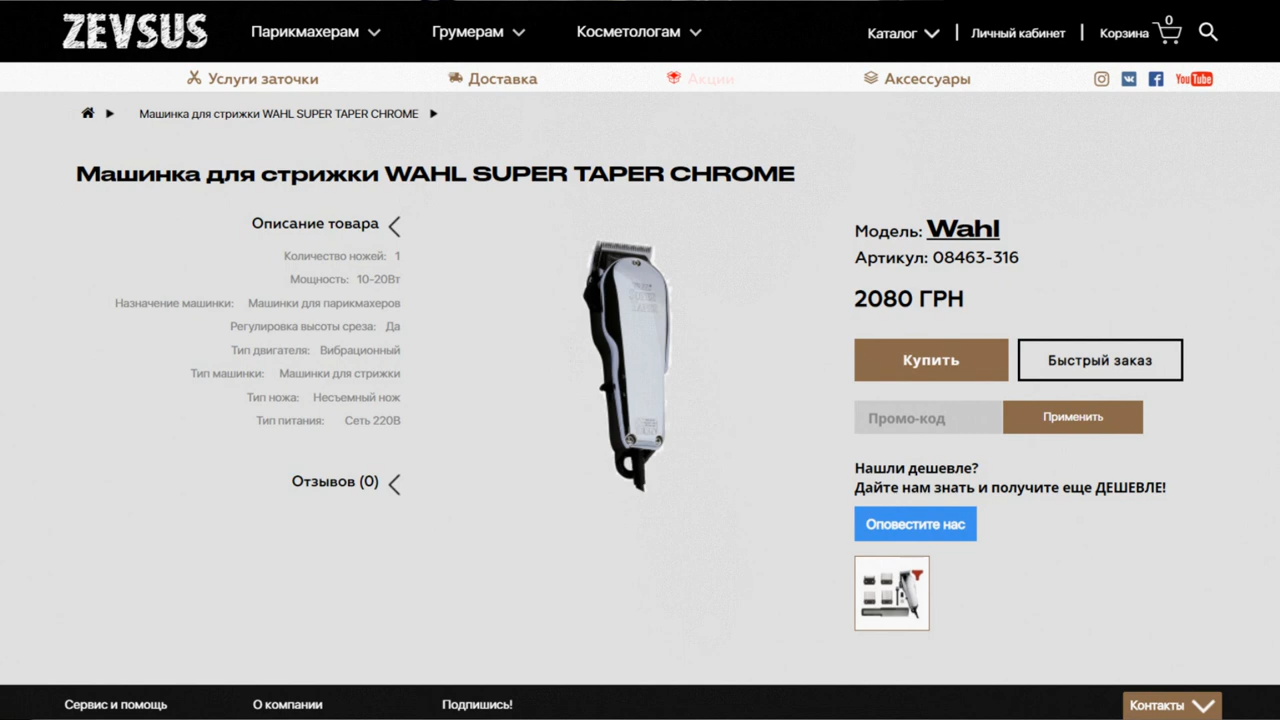 ZEVSUS
Парикмахерам
Грумерам
Косметологам
Каталог
Личный кабинет
Корзина
0
Услуги заточки
Доставка
Акции
Аксессуары
You Tube
Машинка для стрижки WAHL SUPER TAPER CHROME
Машинка для стрижки WAHL SUPER TAPER CHROME
Описание товара
Количество ножей: 1
Мощность: 10-20Вт
Назначение машинки: Машинки для парикмахеров
Регулировка высоты среза: Да
Тип двигателя: Вибрационный
Тип машинки: Машинки для стрижки
Тип ножа: Несъемный нож
Тип питания: Сеть 220В
Отзывов (0)
Модель: Wahl
Артикул: 08463-316
2080 ГРН
Купить
Быстрый заказ
Промо-код
Применить
Нашли дешевле?
Дайте нам знать и получите еще ДЕШЕВЛЕ!
Оповестите нас
Сервис и помощь
О компании
Подпишись!
Контакты